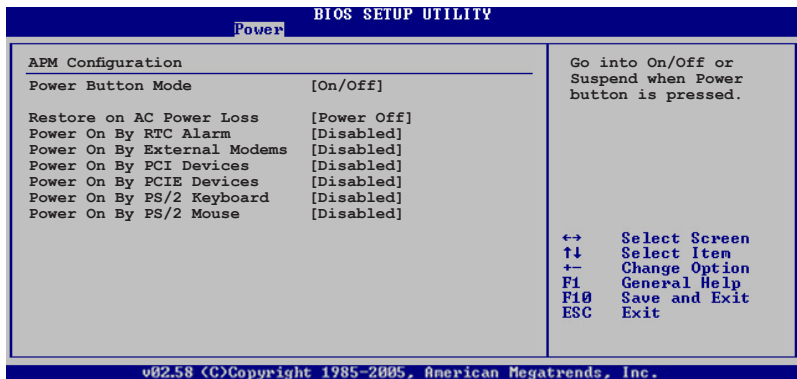 BIOS SETUP UTILITY
Power
APM Configuration
Power Button Mode [On/Off]
Restore on AC Power Loss [Power Off]
Power On By RTC Alarm [Disabled]
Power On By External Modems [Disabled]
Power On By PCI Devices [Disabled]
Power On By PCIE Devices [Disabled]
Power On By PS/2 Keyboard [Disabled]
Power On By PS/2 Mouse [Disabled]
Go into On/Off or
Suspend when Power
button is pressed.
←→ Select Screen
↑↓ Select Item
+- Change Option
F1 General Help
F10 Save and Exit
ESC Exit
v02.58 (C)Copyright 1985-2005, American Megatrends, Inc.